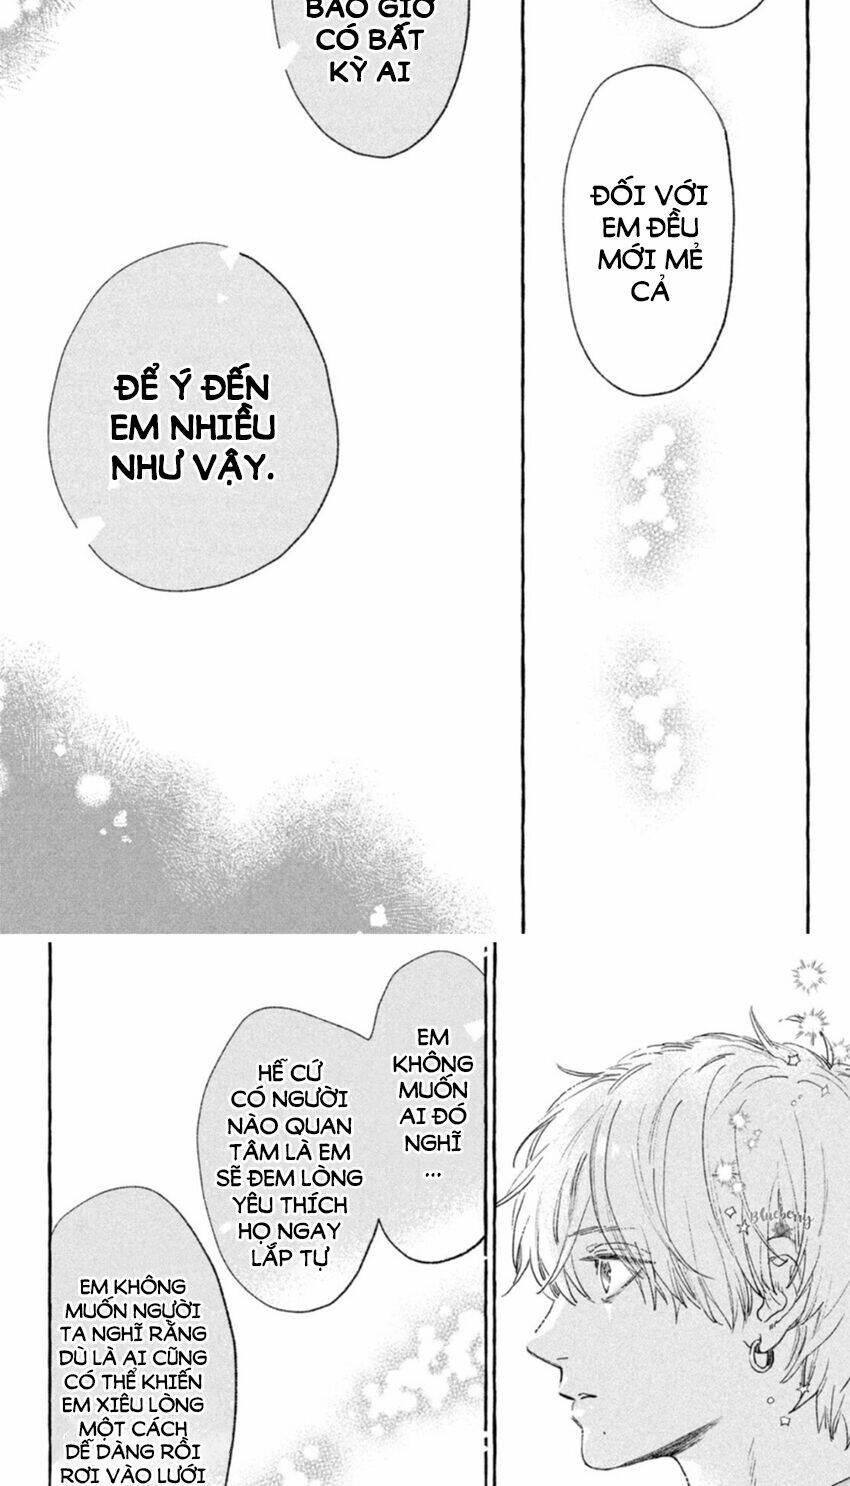 ĐỐI VỚI
EM ĐỀU
MỚI MẺ
CẢ
BAO GIỜ
CÓ BẤT
KỲ AI
ĐỂ Ý ĐẾN
EM NHIỀU
NHƯ VẬY.
EM
KHÔNG
MUỐN
AI ĐÓ
NGHĨ
...
HỄ CỨ
CÓ NGƯỜI
NÀO QUAN
TÂM LÀ EM
SẼ ĐEM LÒNG
YÊU THÍCH
HỌ NGAY
LẮP TỰ
EM KHÔNG
MUỐN NGƯỜI
TA NGHĨ RẰNG
DÙ LÀ AI CŨNG
CÓ THỂ KHIẾN
EM XIÊU LÒNG
MỘT CÁCH
DỄ DÀNG RỒI
RƠI VÀO LƯỚI
Blueberry